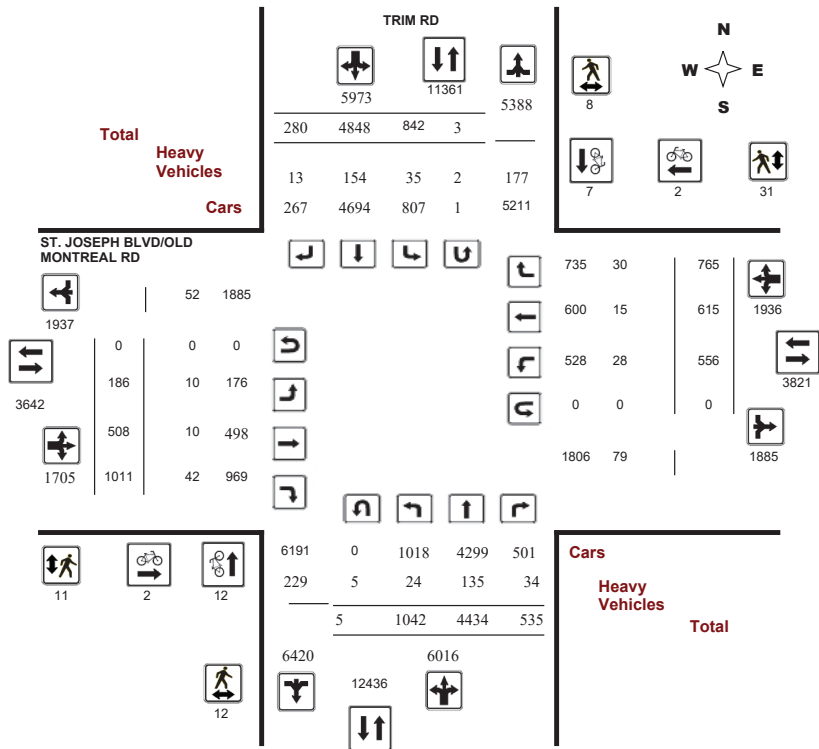 TRIM RD
N
W E
S
5973 11361 5388
8
280 4848 842 3
Total
Heavy
Vehicles
13 154 35 2 177
7 2 31
Cars 267 4694 807 1 5211
ST. JOSEPH BLVD/OLD
MONTREAL RD
735 30 765
52 1885
1937
600 15 615 1936
0 0 0
528 28 556
186 10 176
3642
3821
0 0 0
508 10 498
1806 79 1885
1705 1011 42 969
6191 0 1018 4299 501 Cars
229 5 24 135 34 Heavy
Vehicles
11 2 12
5 1042 4434 535 Total
6420 6016
12436
12